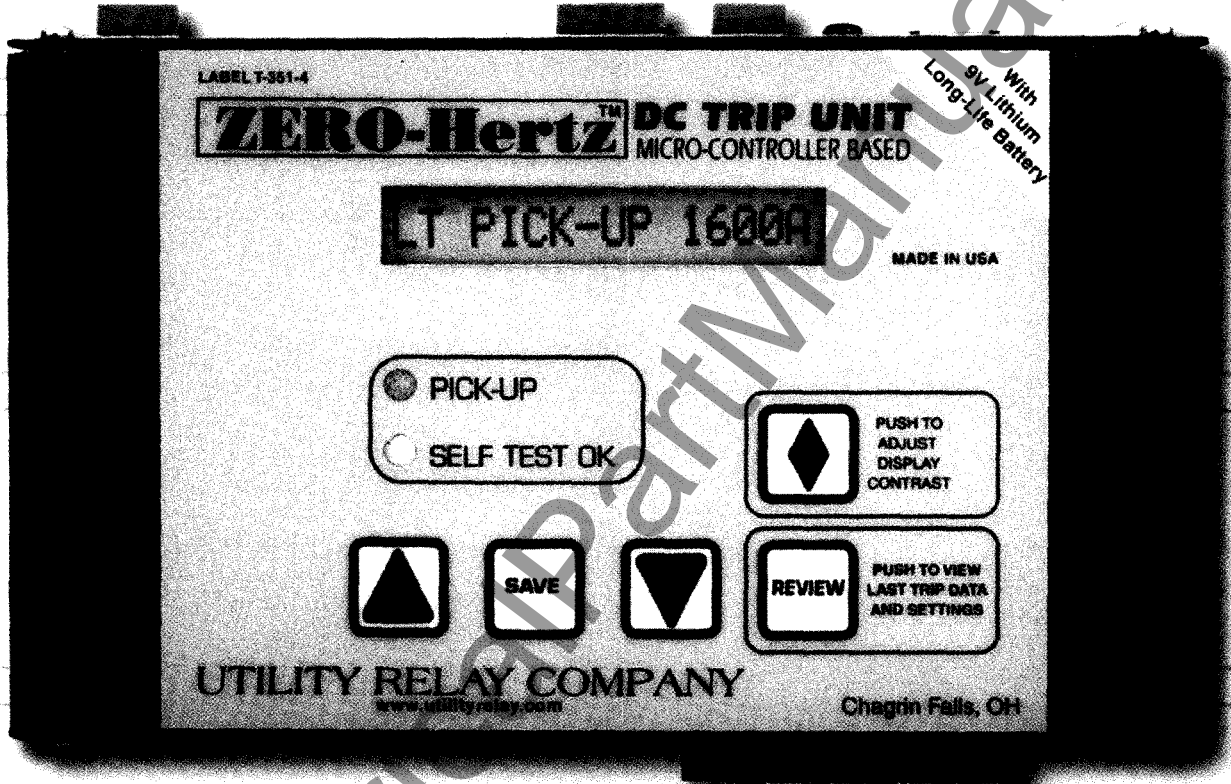 LABEL T-351-4
ZERO-Hertz™
DC TRIP UNIT
MICRO-CONTROLLER BASED
With
9V Lithium
Long-Life Battery
LT PICK-UP 1600A
MADE IN USA
PICK-UP
SELF TEST OK
PUSH TO
ADJUST
DISPLAY
CONTRAST
SAVE
REVIEW
PUSH TO VIEW
LAST TRIP DATA
AND SETTINGS
UTILITY RELAY COMPANY
www.utilityrelay.com
Chagrin Falls, OH